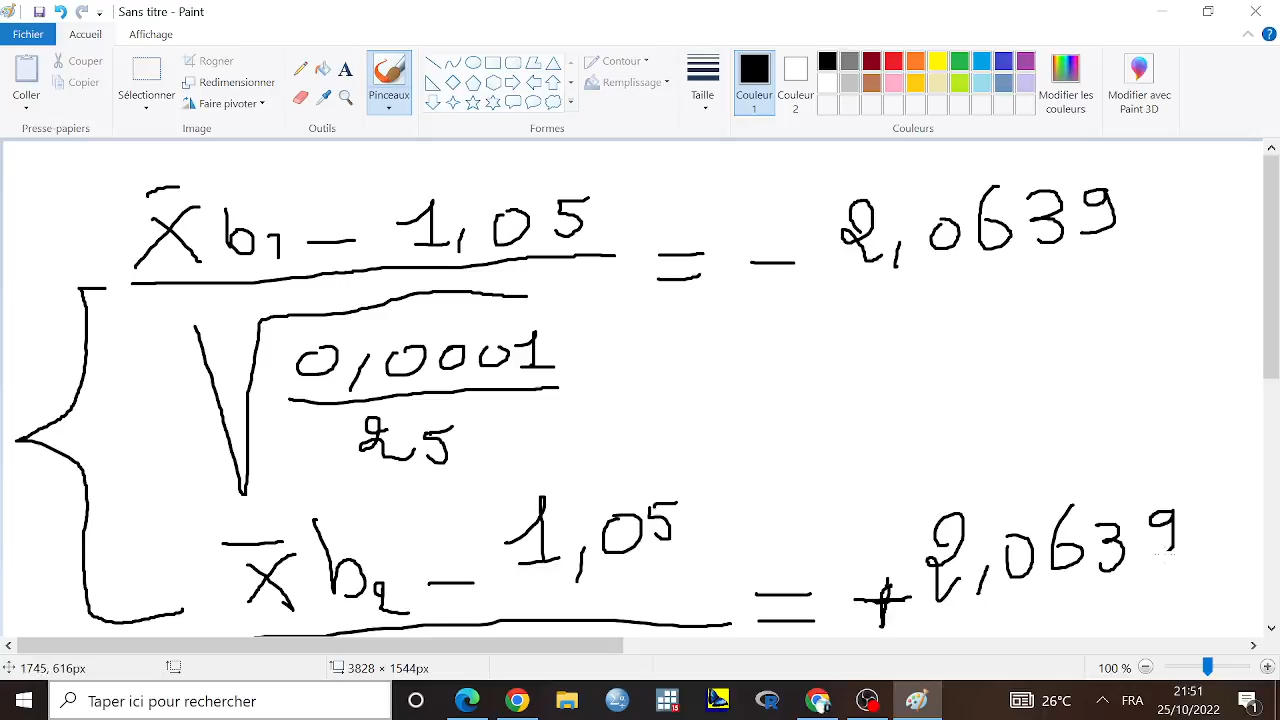 Sans titre - Paint
Fichier Accueil Affichage
Coller
Couper
Copier
Presse-papiers
Sélectionner
Rogner
Redimensionner
Faire pivoter
Image
A
Pinceaux
Outils
Contour
Remplissage
Formes
Taille
Couleur 1
Couleur 2
Couleurs
Modifier les couleurs
Modifier avec Paint 3D
x̄ b1 - 1,05 = - 2,0639
√ 0,0001
25
x̄ b2 - 1,05 = + 2,0639
1745, 616px
3828 × 1544px
100 %
Taper ici pour rechercher
15
R
26°C
FRA
21:51
25/10/2022